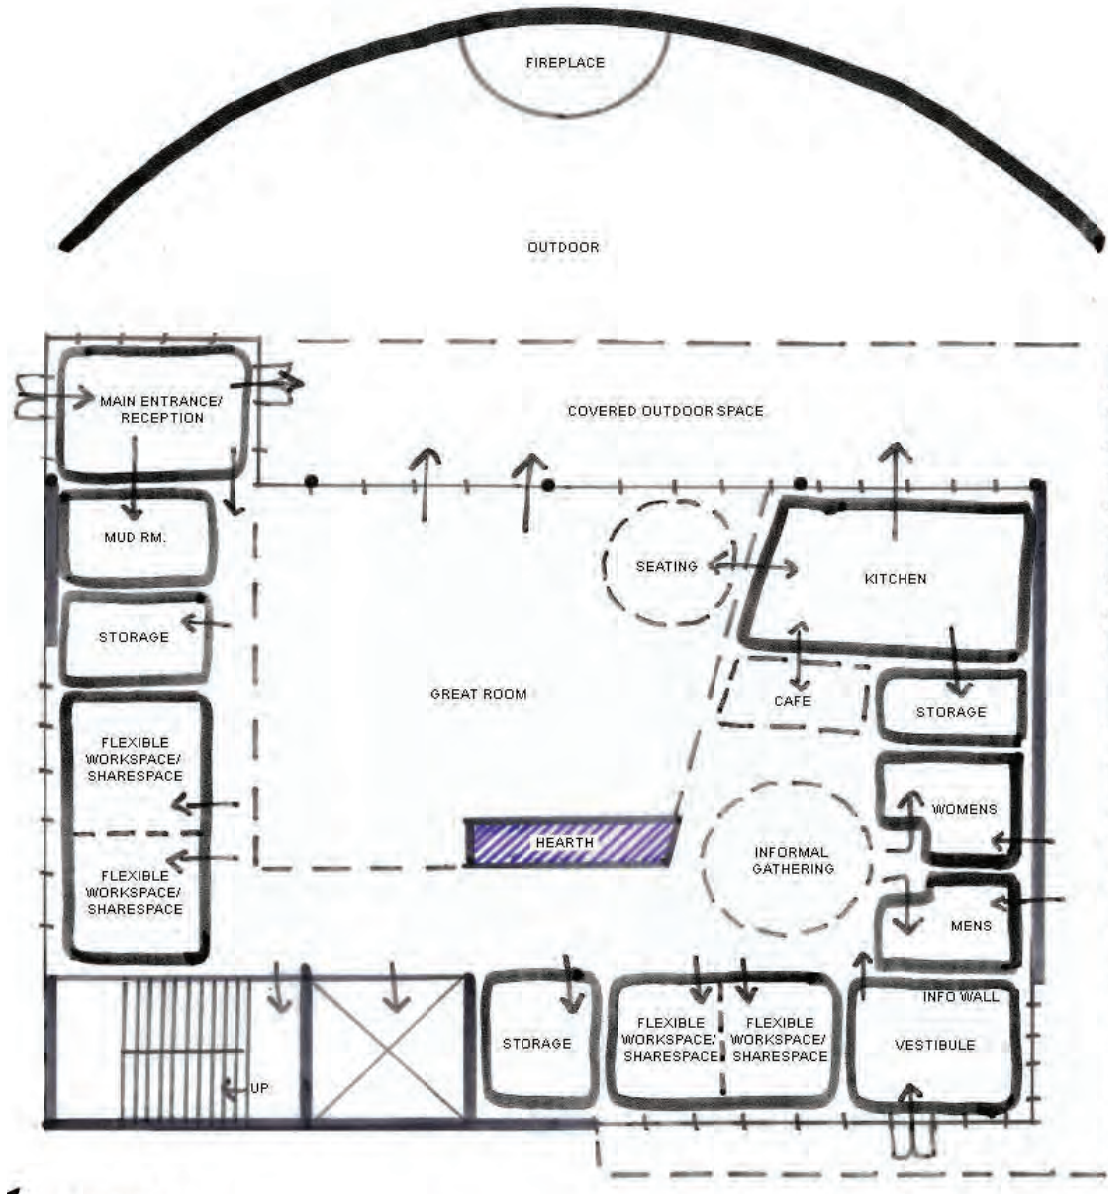 FIREPLACE
OUTDOOR
MAIN ENTRANCE/
RECEPTION
COVERED OUTDOOR SPACE
MUD RM.
SEATING
KITCHEN
STORAGE
GREAT ROOM
CAFE
STORAGE
FLEXIBLE
WORKSPACE/
SHARESPACE
WOMENS
HEARTH
INFORMAL
GATHERING
FLEXIBLE
WORKSPACE/
SHARESPACE
MENS
INFO WALL
STORAGE
FLEXIBLE
WORKSPACE/
SHARESPACE
FLEXIBLE
WORKSPACE/
SHARESPACE
VESTIBULE
UP